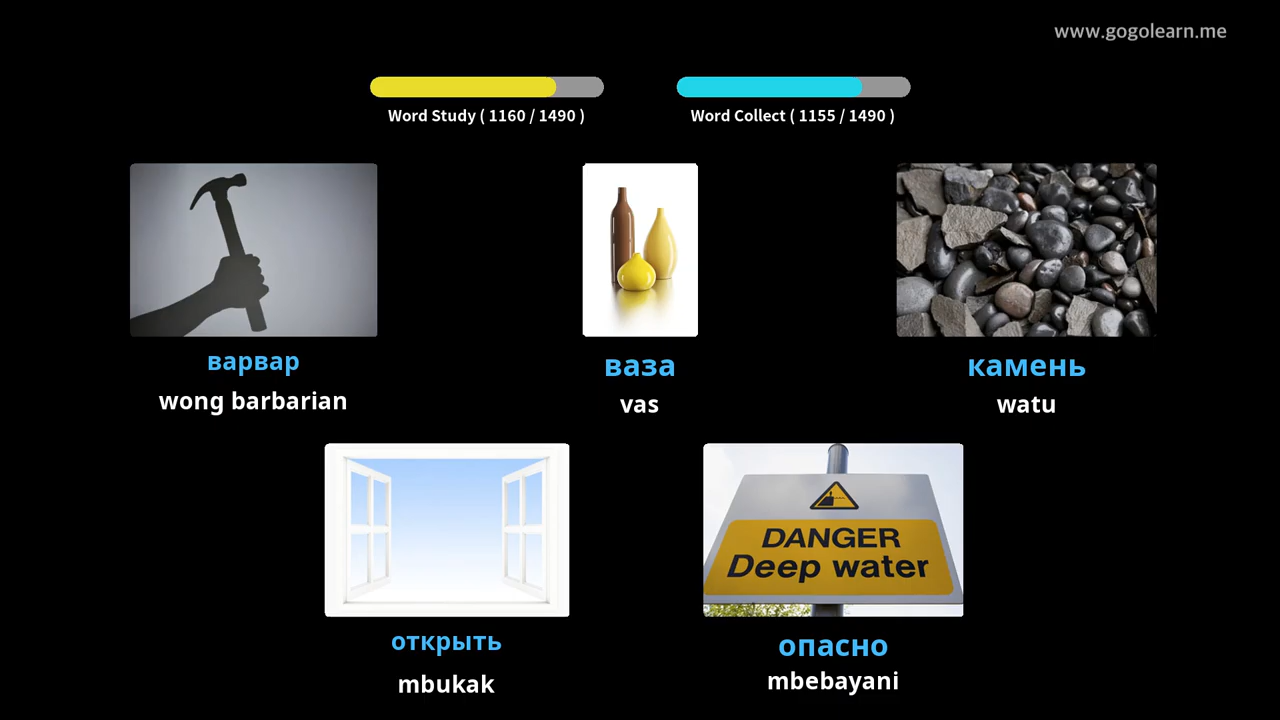 www.gogolearn.me
Word Study ( 1160 / 1490 )
Word Collect ( 1155 / 1490 )
варвар
wong barbarian
ваза
vas
камень
watu
DANGER
Deep water
открыть
mbukak
опасно
mbebayani